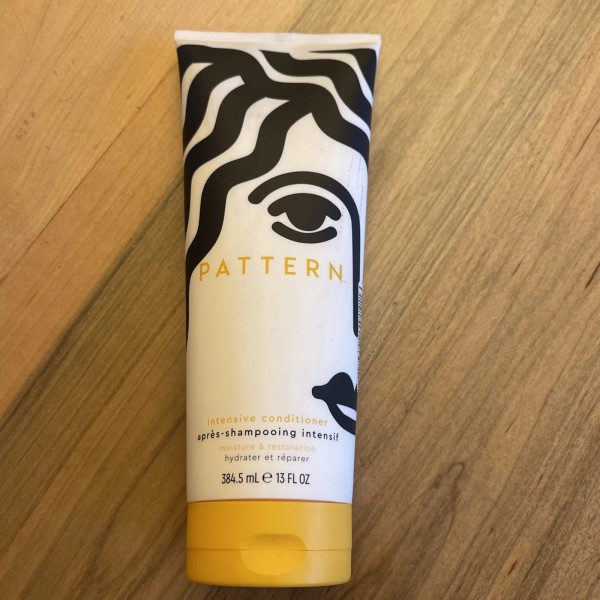 PATTERN
intensive conditioner
après-shampooing intensif
moisture & restoration
hydrater et réparer
384.5 mL ℮ 13 FL OZ